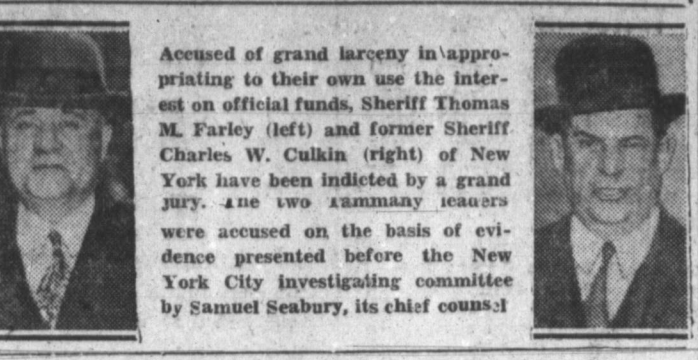 Accused of grand larceny in appro-
priating to their own use the inter-
est on official funds, Sheriff Thomas
M. Farley (left) and former Sheriff
Charles W. Culkin (right) of New
York have been indicted by a grand
jury. The two Tammany leaders
were accused on the basis of evi-
dence presented before the New
York City investigating committee
by Samuel Seabury, its chief counsel